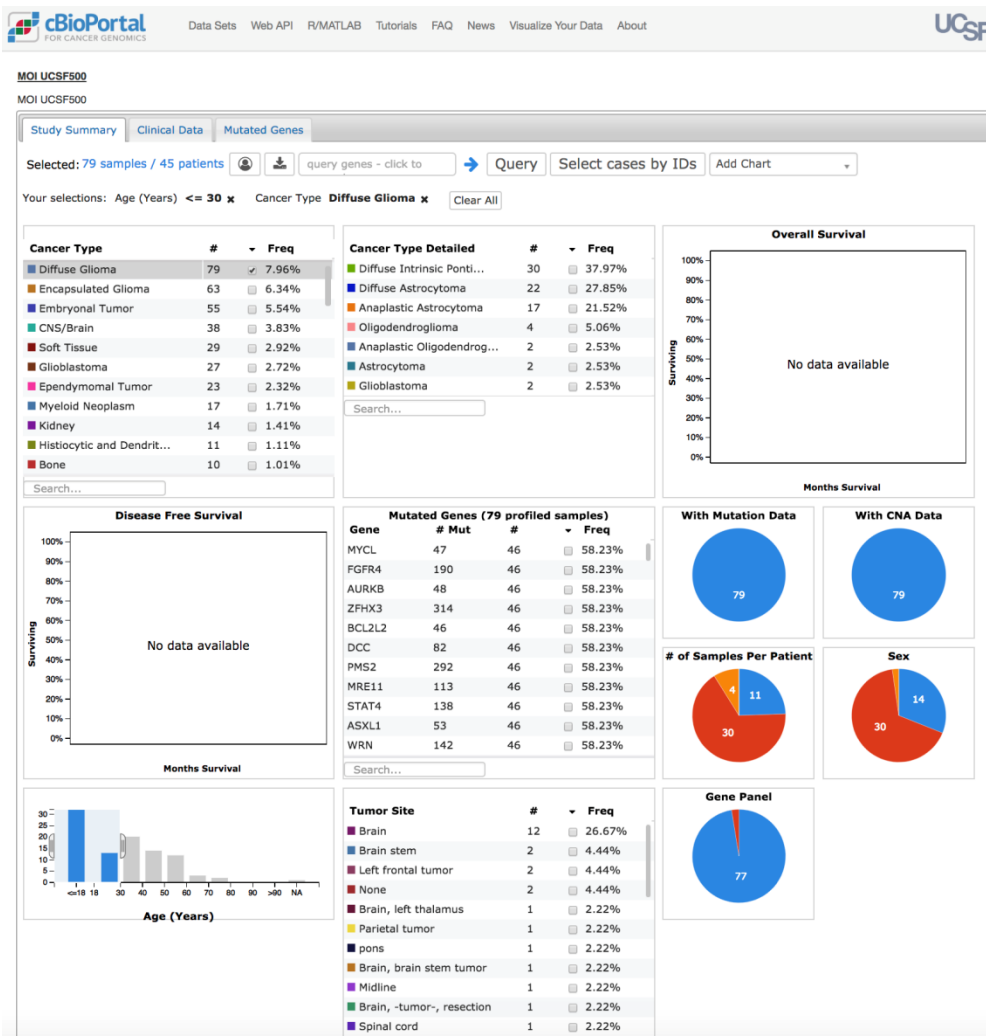 cBioPortal
FOR CANCER GENOMICS
Data Sets Web API R/MATLAB Tutorials FAQ News Visualize Your Data About
UCSF
MOI UCSF500
MOI UCSF500
Study Summary Clinical Data Mutated Genes
Selected: 79 samples / 45 patients query genes - click to Query Select cases by IDs Add Chart
Your selections: Age (Years) <= 30 x Cancer Type Diffuse Glioma x Clear All
Cancer Type # Freq
Diffuse Glioma 79 7.96%
Encapsulated Glioma 63 6.34%
Embryonal Tumor 55 5.54%
CNS/Brain 38 3.83%
Soft Tissue 29 2.92%
Glioblastoma 27 2.72%
Ependymomal Tumor 23 2.32%
Myeloid Neoplasm 17 1.71%
Kidney 14 1.41%
Histiocytic and Dendrit... 11 1.11%
Bone 10 1.01%
Search...
Cancer Type Detailed # Freq
Diffuse Intrinsic Ponti... 30 37.97%
Diffuse Astrocytoma 22 27.85%
Anaplastic Astrocytoma 17 21.52%
Oligodendroglioma 4 5.06%
Anaplastic Oligodendrog... 2 2.53%
Astrocytoma 2 2.53%
Glioblastoma 2 2.53%
Search...
Overall Survival
100%
90%
80%
70%
60%
50%
40%
30%
20%
10%
0%
Surviving
No data available
Months Survival
Disease Free Survival
100%
90%
80%
70%
60%
50%
40%
30%
20%
10%
0%
Surviving
No data available
Months Survival
Mutated Genes (79 profiled samples)
Gene # Mut # Freq
MYCL 47 46 58.23%
FGFR4 190 46 58.23%
AURKB 48 46 58.23%
ZFHX3 314 46 58.23%
BCL2L2 46 46 58.23%
DCC 82 46 58.23%
PMS2 292 46 58.23%
MRE11 113 46 58.23%
STAT4 138 46 58.23%
ASXL1 53 46 58.23%
WRN 142 46 58.23%
Search...
With Mutation Data
79
With CNA Data
79
# of Samples Per Patient
4 11
30
Sex
14
30
30
25
20
15
10
5
0
<=18 18 30 40 50 60 70 80 90 >90 NA
Age (Years)
Tumor Site # Freq
Brain 12 26.67%
Brain stem 2 4.44%
Left frontal tumor 2 4.44%
None 2 4.44%
Brain, left thalamus 1 2.22%
Parietal tumor 1 2.22%
pons 1 2.22%
Brain, brain stem tumor 1 2.22%
Midline 1 2.22%
Brain, -tumor-, resection 1 2.22%
Spinal cord 1 2.22%
Gene Panel
77